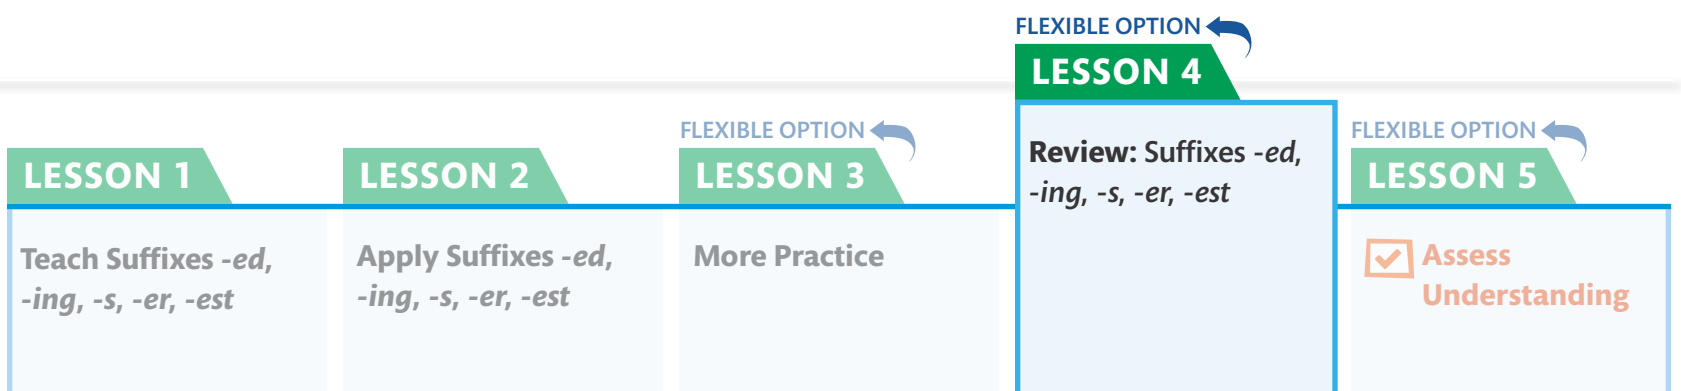 FLEXIBLE OPTION
LESSON 4
FLEXIBLE OPTION
FLEXIBLE OPTION
LESSON 1
LESSON 2
LESSON 3
LESSON 5
Review: Suffixes -ed,
-ing, -s, -er, -est
Teach Suffixes -ed,
-ing, -s, -er, -est
Apply Suffixes -ed,
-ing, -s, -er, -est
More Practice
Assess
Understanding